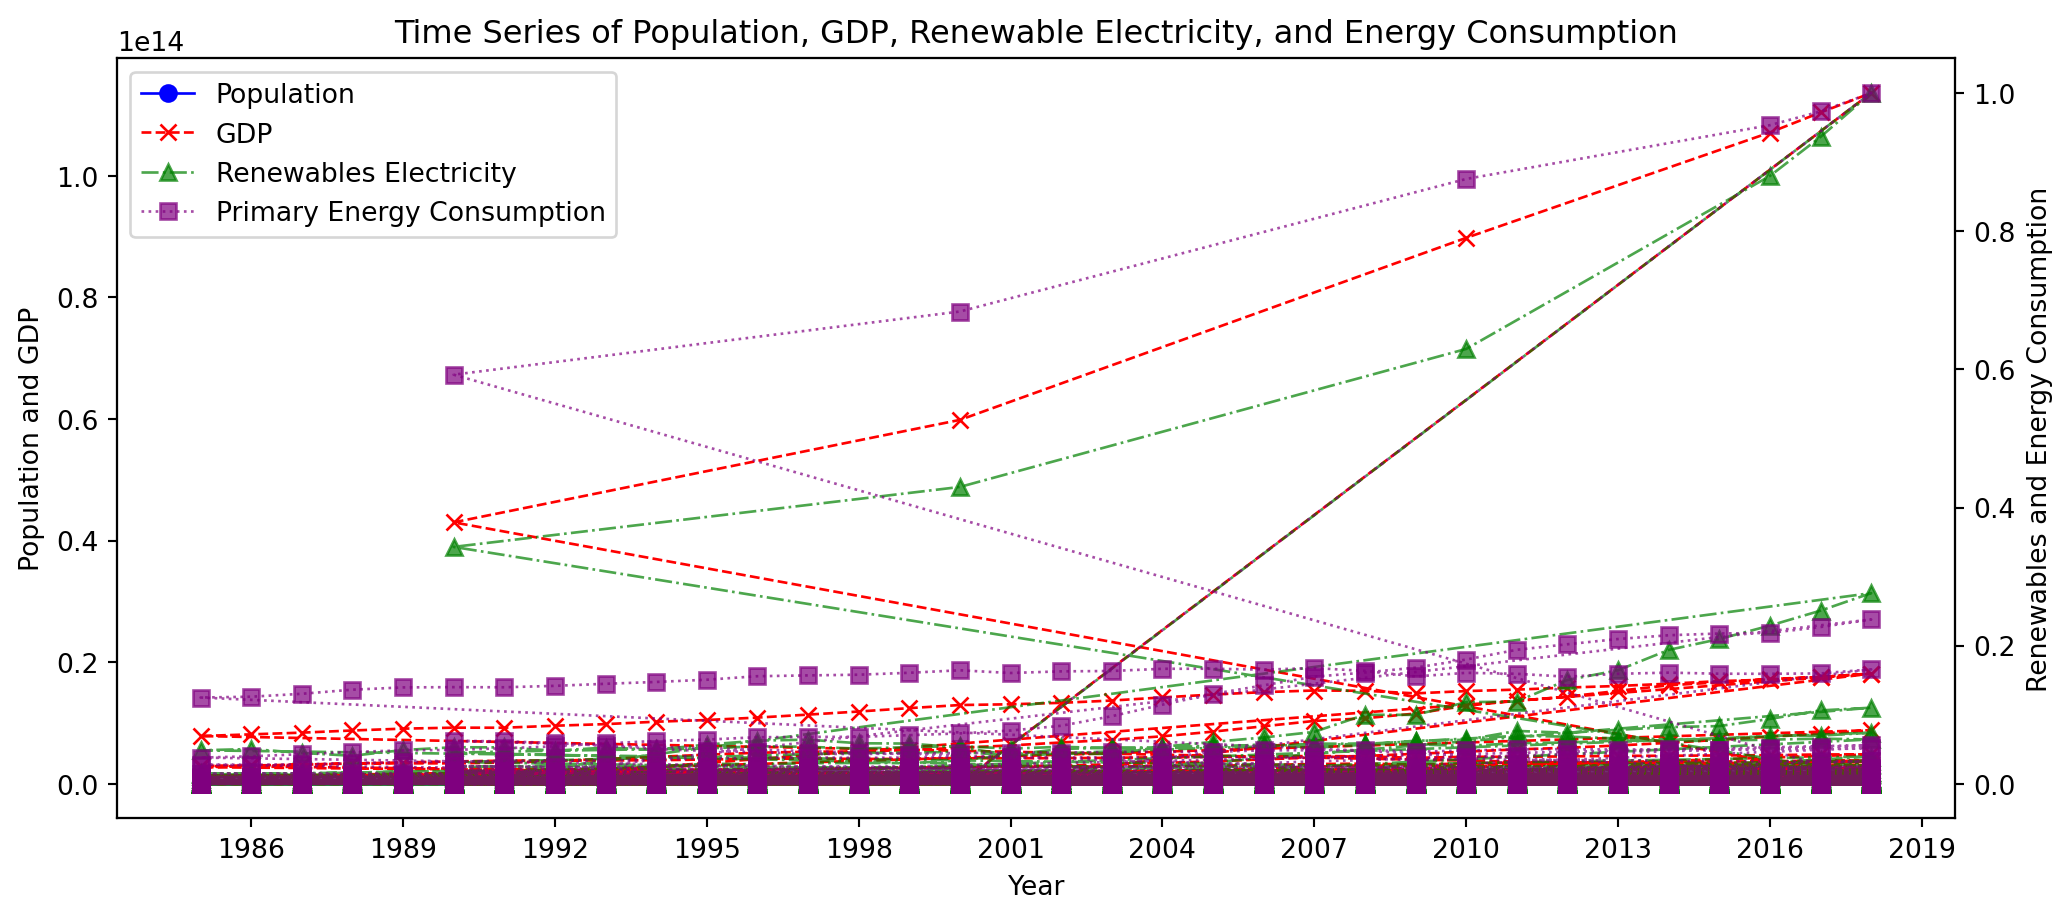 Time Series of Population, GDP, Renewable Electricity, and Energy Consumption
1e14
Population
GDP
Renewables Electricity
Primary Energy Consumption
Population and GDP
1.0
0.8
0.6
0.4
0.2
0.0
1.0
0.8
0.6
0.4
0.2
0.0
Renewables and Energy Consumption
1986 1989 1992 1995 1998 2001 2004 2007 2010 2013 2016 2019
Year